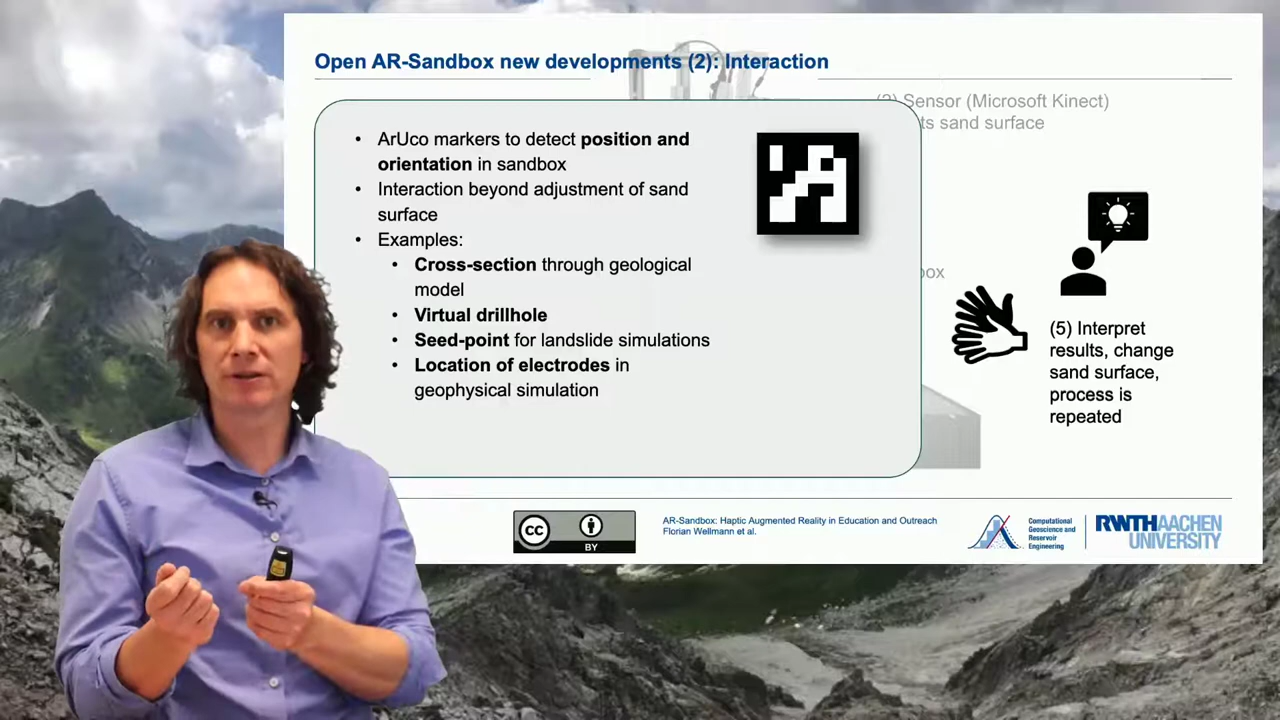 Open AR-Sandbox new developments (2): Interaction
Sensor (Microsoft Kinect)
sand surface
• ArUco markers to detect position and
orientation in sandbox
• Interaction beyond adjustment of sand
surface
• Examples:
• Cross-section through geological
model
• Virtual drillhole
• Seed-point for landslide simulations
• Location of electrodes in
geophysical simulation
(5) Interpret
results, change
sand surface,
process is
repeated
CC
BY
AR-Sandbox: Haptic Augmented Reality in Education and Outreach
Florian Wellmann et al.
Computational
Geoscience and
Reservoir
Engineering
RWTH AACHEN
UNIVERSITY